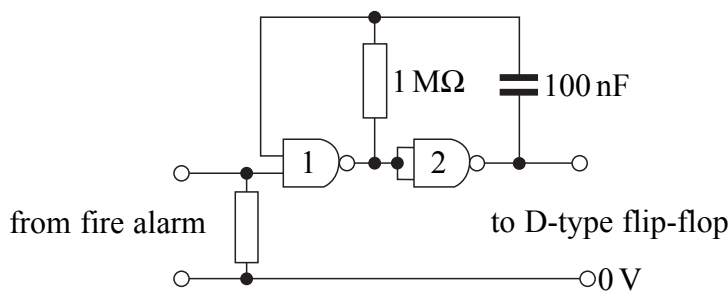 1 MΩ
100 nF
1
2
from fire alarm
to D-type flip-flop
0 V